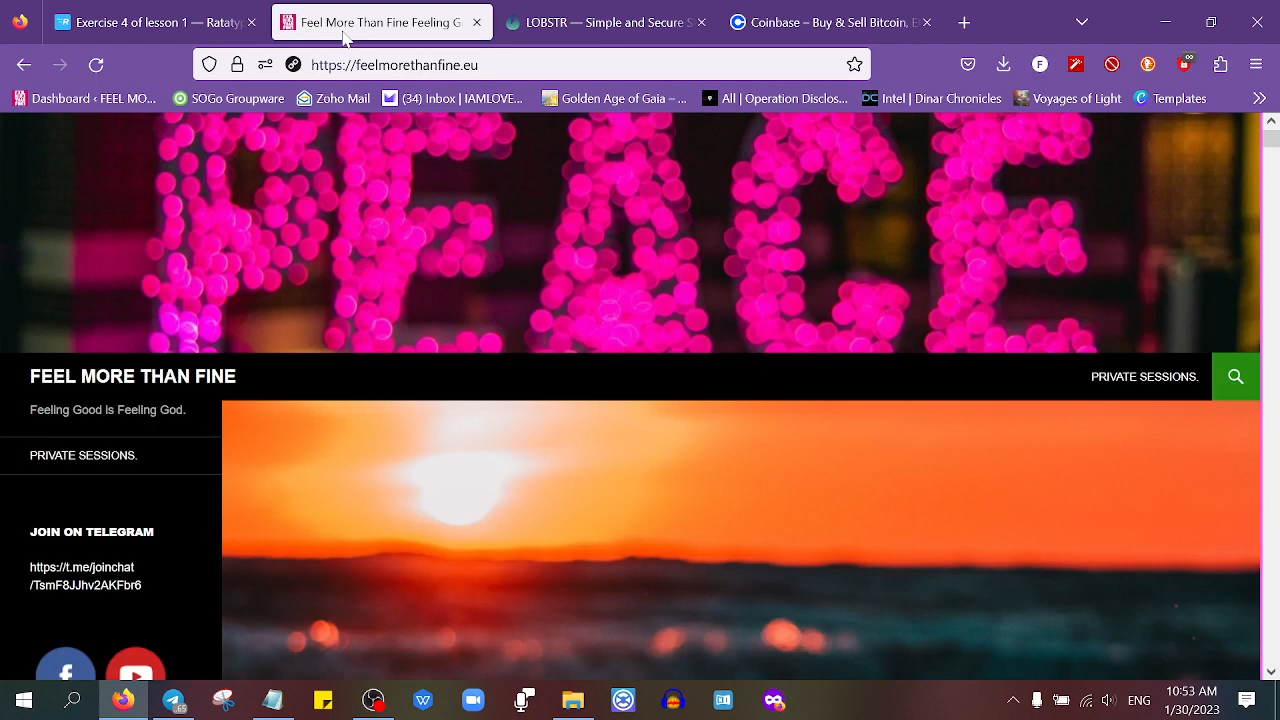 Exercise 4 of lesson 1 — Rataty
Feel More Than Fine Feeling G
LOBSTR — Simple and Secure S
Coinbase – Buy & Sell Bitcoin, E
https://feelmorethanfine.eu
Dashboard ‹ FEEL MO...
SOGo Groupware
Zoho Mail
(34) Inbox | IAMLOVE...
Golden Age of Gaia – ...
All | Operation Disclos...
Intel | Dinar Chronicles
Voyages of Light
Templates
PEACE
FEEL MORE THAN FINE
PRIVATE SESSIONS.
Feeling Good is Feeling God.
PRIVATE SESSIONS.
JOIN ON TELEGRAM
https://t.me/joinchat
/TsmF8JJhv2AKFbr6
ENG
10:33 AM
1/30/2023